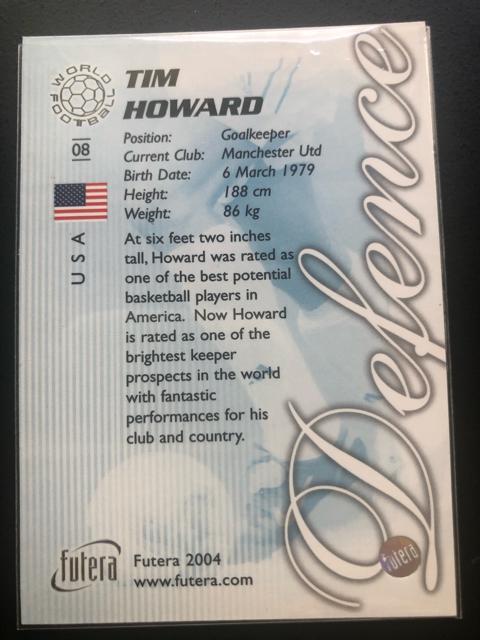 WORLD
FOOTBALL
TIM
HOWARD
08
Position: Goalkeeper
Current Club: Manchester Utd
Birth Date: 6 March 1979
Height: 188 cm
Weight: 86 kg
USA
At six feet two inches
tall, Howard was rated as
one of the best potential
basketball players in
America. Now Howard
is rated as one of the
brightest keeper
prospects in the world
with fantastic
performances for his
club and country.
Defence
futera
futera
Futera 2004
www.futera.com